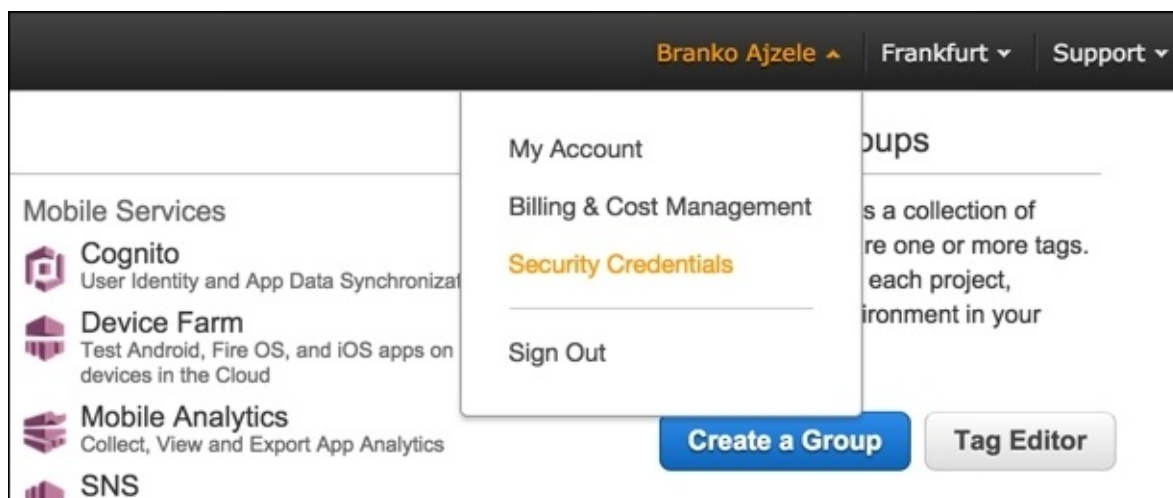 Branko Ajzele Frankfurt Support
My Account
Billing & Cost Management
Security Credentials
Sign Out
Mobile Services
Cognito
User Identity and App Data
Device Farm
Test Android, Fire OS, and iOS apps on
devices in the Cloud
Mobile Analytics
Collect, View and Export App Analytics
SNS
s a collection of
re one or more tags.
each project,
in your
Create a Group Tag Editor